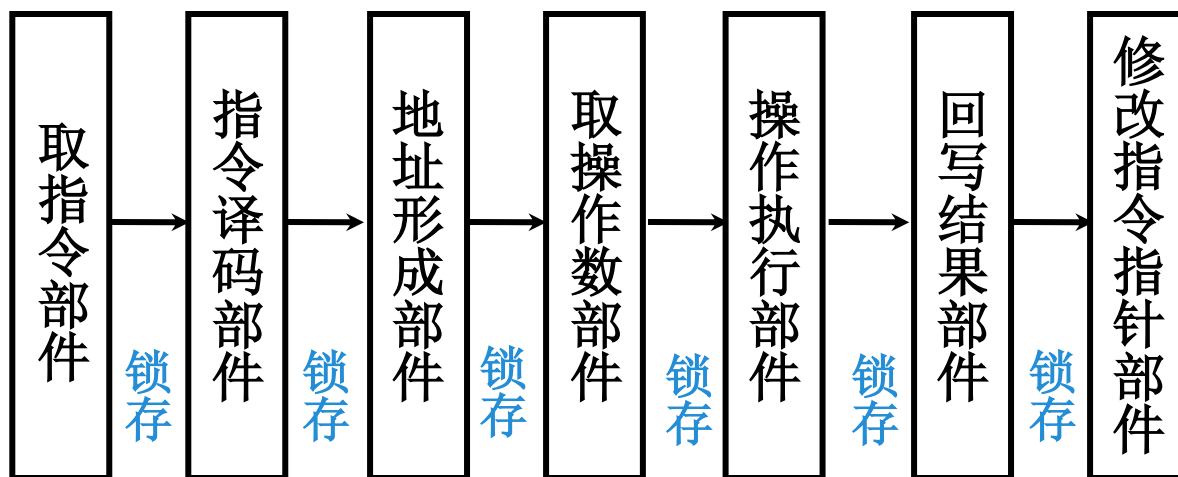 取指令部件
锁存
指令译码部件
锁存
地址形成部件
锁存
取操作数部件
锁存
操作执行部件
锁存
回写结果部件
锁存
修改指令指针部件